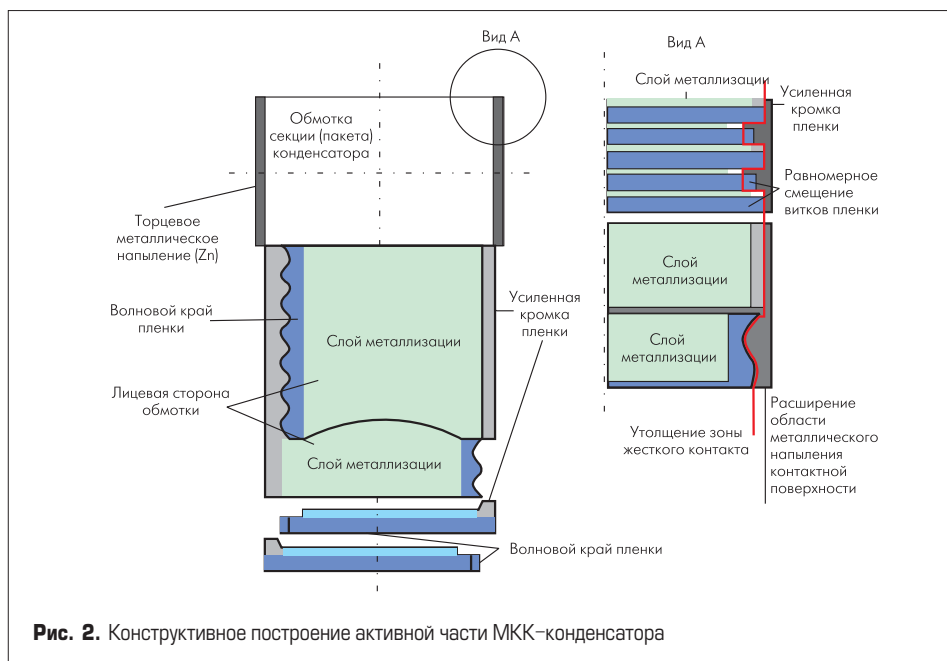 Вид А
Обмотка
секции (пакета)
конденсатора
Торцевое
металлическое
напыление (Zn)
Волновой край
пленки
Слой металлизации
Усиленная
кромка
пленки
Лицевая сторона
обмотки
Слой металлизации
Волновой край пленки
Вид А
Слой металлизации
Усиленная
кромка
пленки
Равномерное
смещение
витков пленки
Слой
металлизации
Слой
металлизации
Утолщение зоны
жесткого контакта
Расширение
области
металлического
напыления
контактной
поверхности
Рис. 2. Конструктивное построение активной части МКК-конденсатора